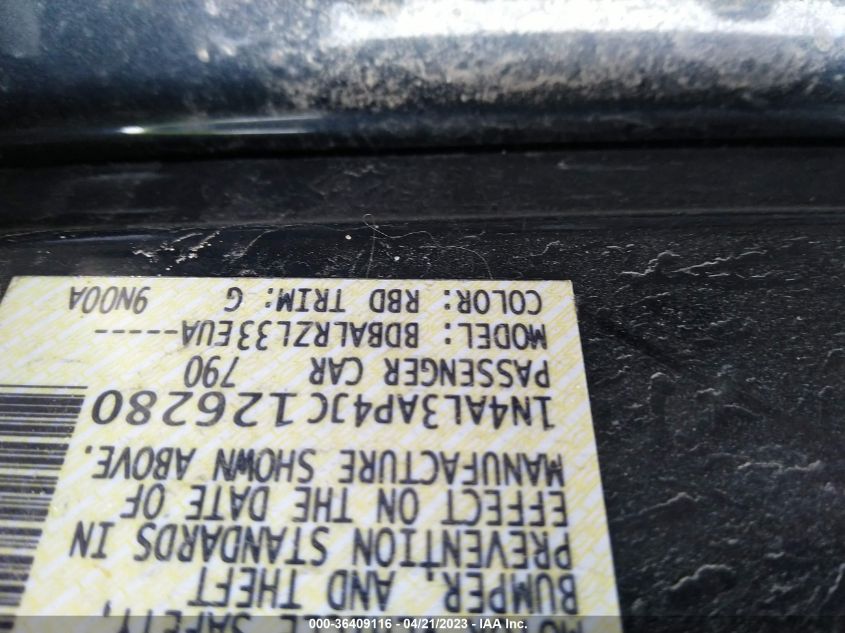 SAFETY,
BUMPER, AND THEFT
PREVENTION STANDARDS IN
EFFECT ON THE DATE OF
MANUFACTURE SHOWN ABOVE.
1N4AL3AP4JC126280
PASSENGER CAR 790
MODEL: BDBALRZL33EUA-----
COLOR: RBD TRIM: G 9N00A
000-36409116 - 04/21/2023 - IAA Inc.